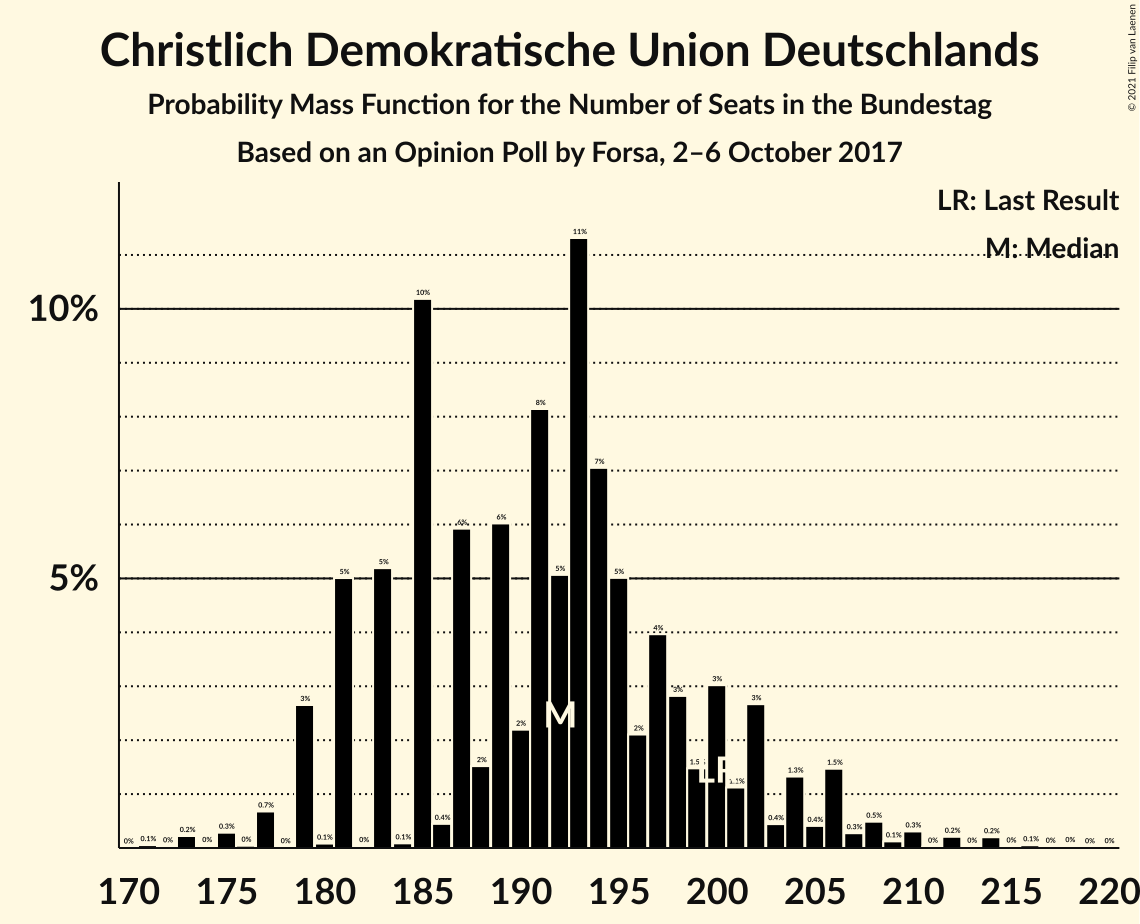 Christlich Demokratische Union Deutschlands
Probability Mass Function for the Number of Seats in the Bundestag
Based on an Opinion Poll by Forsa, 2–6 October 2017
© 2021 Filip van Laenen
LR: Last Result
M: Median
10%
5%
0% 0.1% 0% 0.2% 0% 0.3% 0% 0.7% 0% 3% 0.1% 5% 0% 5% 0.1% 10% 0.4% 6% 2% 6% 2% 8% 5% 11% 7% 5% 2% 4% 3% 1.5 3% 1.1% 3% 0.4% 1.3% 0.4% 1.5% 0.3% 0.5% 0.1% 0.3% 0% 0.2% 0% 0.2% 0% 0.1% 0% 0% 0% 0%
M
LR
170 175 180 185 190 195 200 205 210 215 220